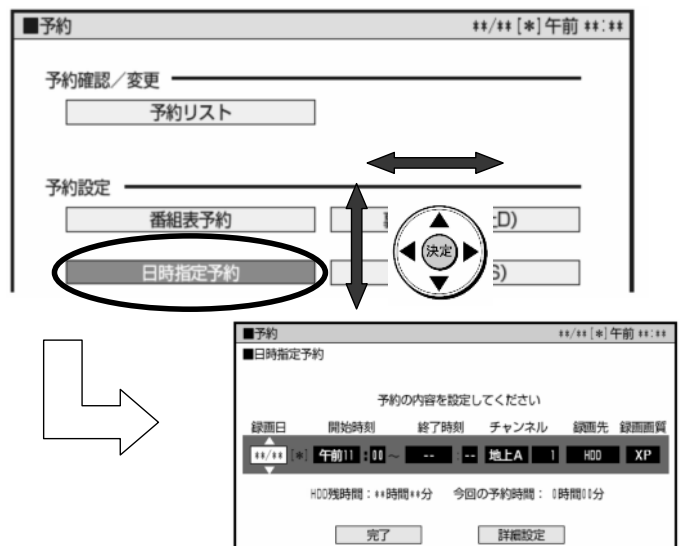 ■予約 **/** [*] 午前 **:**
予約確認／変更
予約リスト
予約設定
番組表予約 D)
決定
日時指定予約 S)
■予約 **/** [*] 午前 **:**
■日時指定予約
予約の内容を設定してください
録画日 開始時刻 終了時刻 チャンネル 録画先 録画画質
**/** [*] 午前11 : 00 ～ -- : -- 地上A 1 HDD XP
HDD残時間：**時間**分 今回の予約時間： 0時間00分
完了 詳細設定